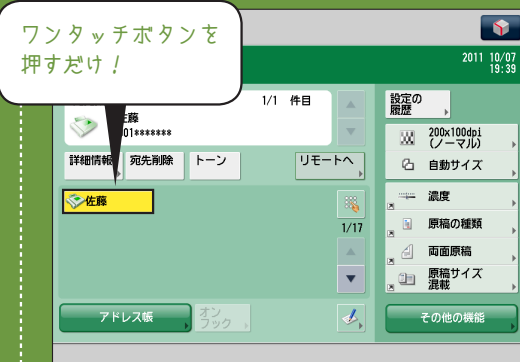 ワンタッチボタンを
押すだけ！
2011 10/07
19:39
1/1 件目
藤
01*******
詳細情報
宛先削除
トーン
リモートへ
佐藤
1/17
アドレス帳
オン
フック
設定の
履歴
200x100dpi
(ノーマル)
自動サイズ
濃度
原稿の種類
両面原稿
原稿サイズ
混載
その他の機能